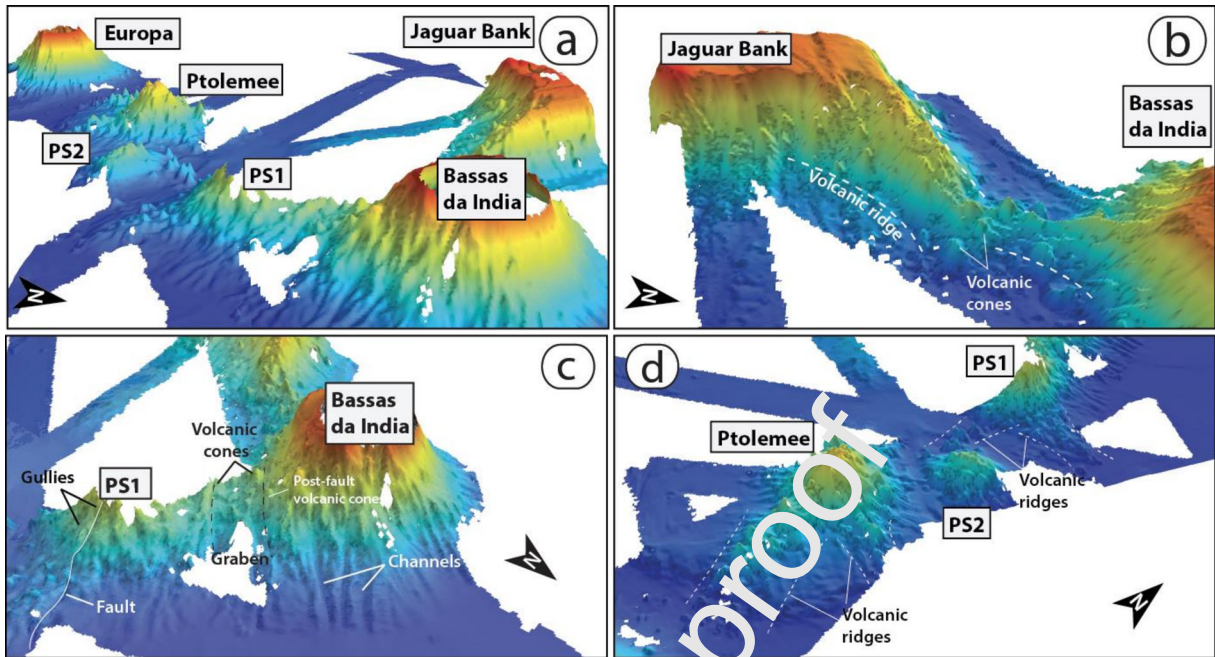 Europa
Jaguar Bank
a
Ptolemee
PS2
PS1
Bassas
da India
N
b
Jaguar Bank
Bassas
da India
Volcanic ridge
Volcanic
cones
N
c
Bassas
da India
Volcanic
cones
Gullies
PS1
Post-fault
volcanic cones
Graben
Channels
Fault
N
d
PS1
Ptolemee
Volcanic
ridges
PS2
Volcanic
ridges
N
proof